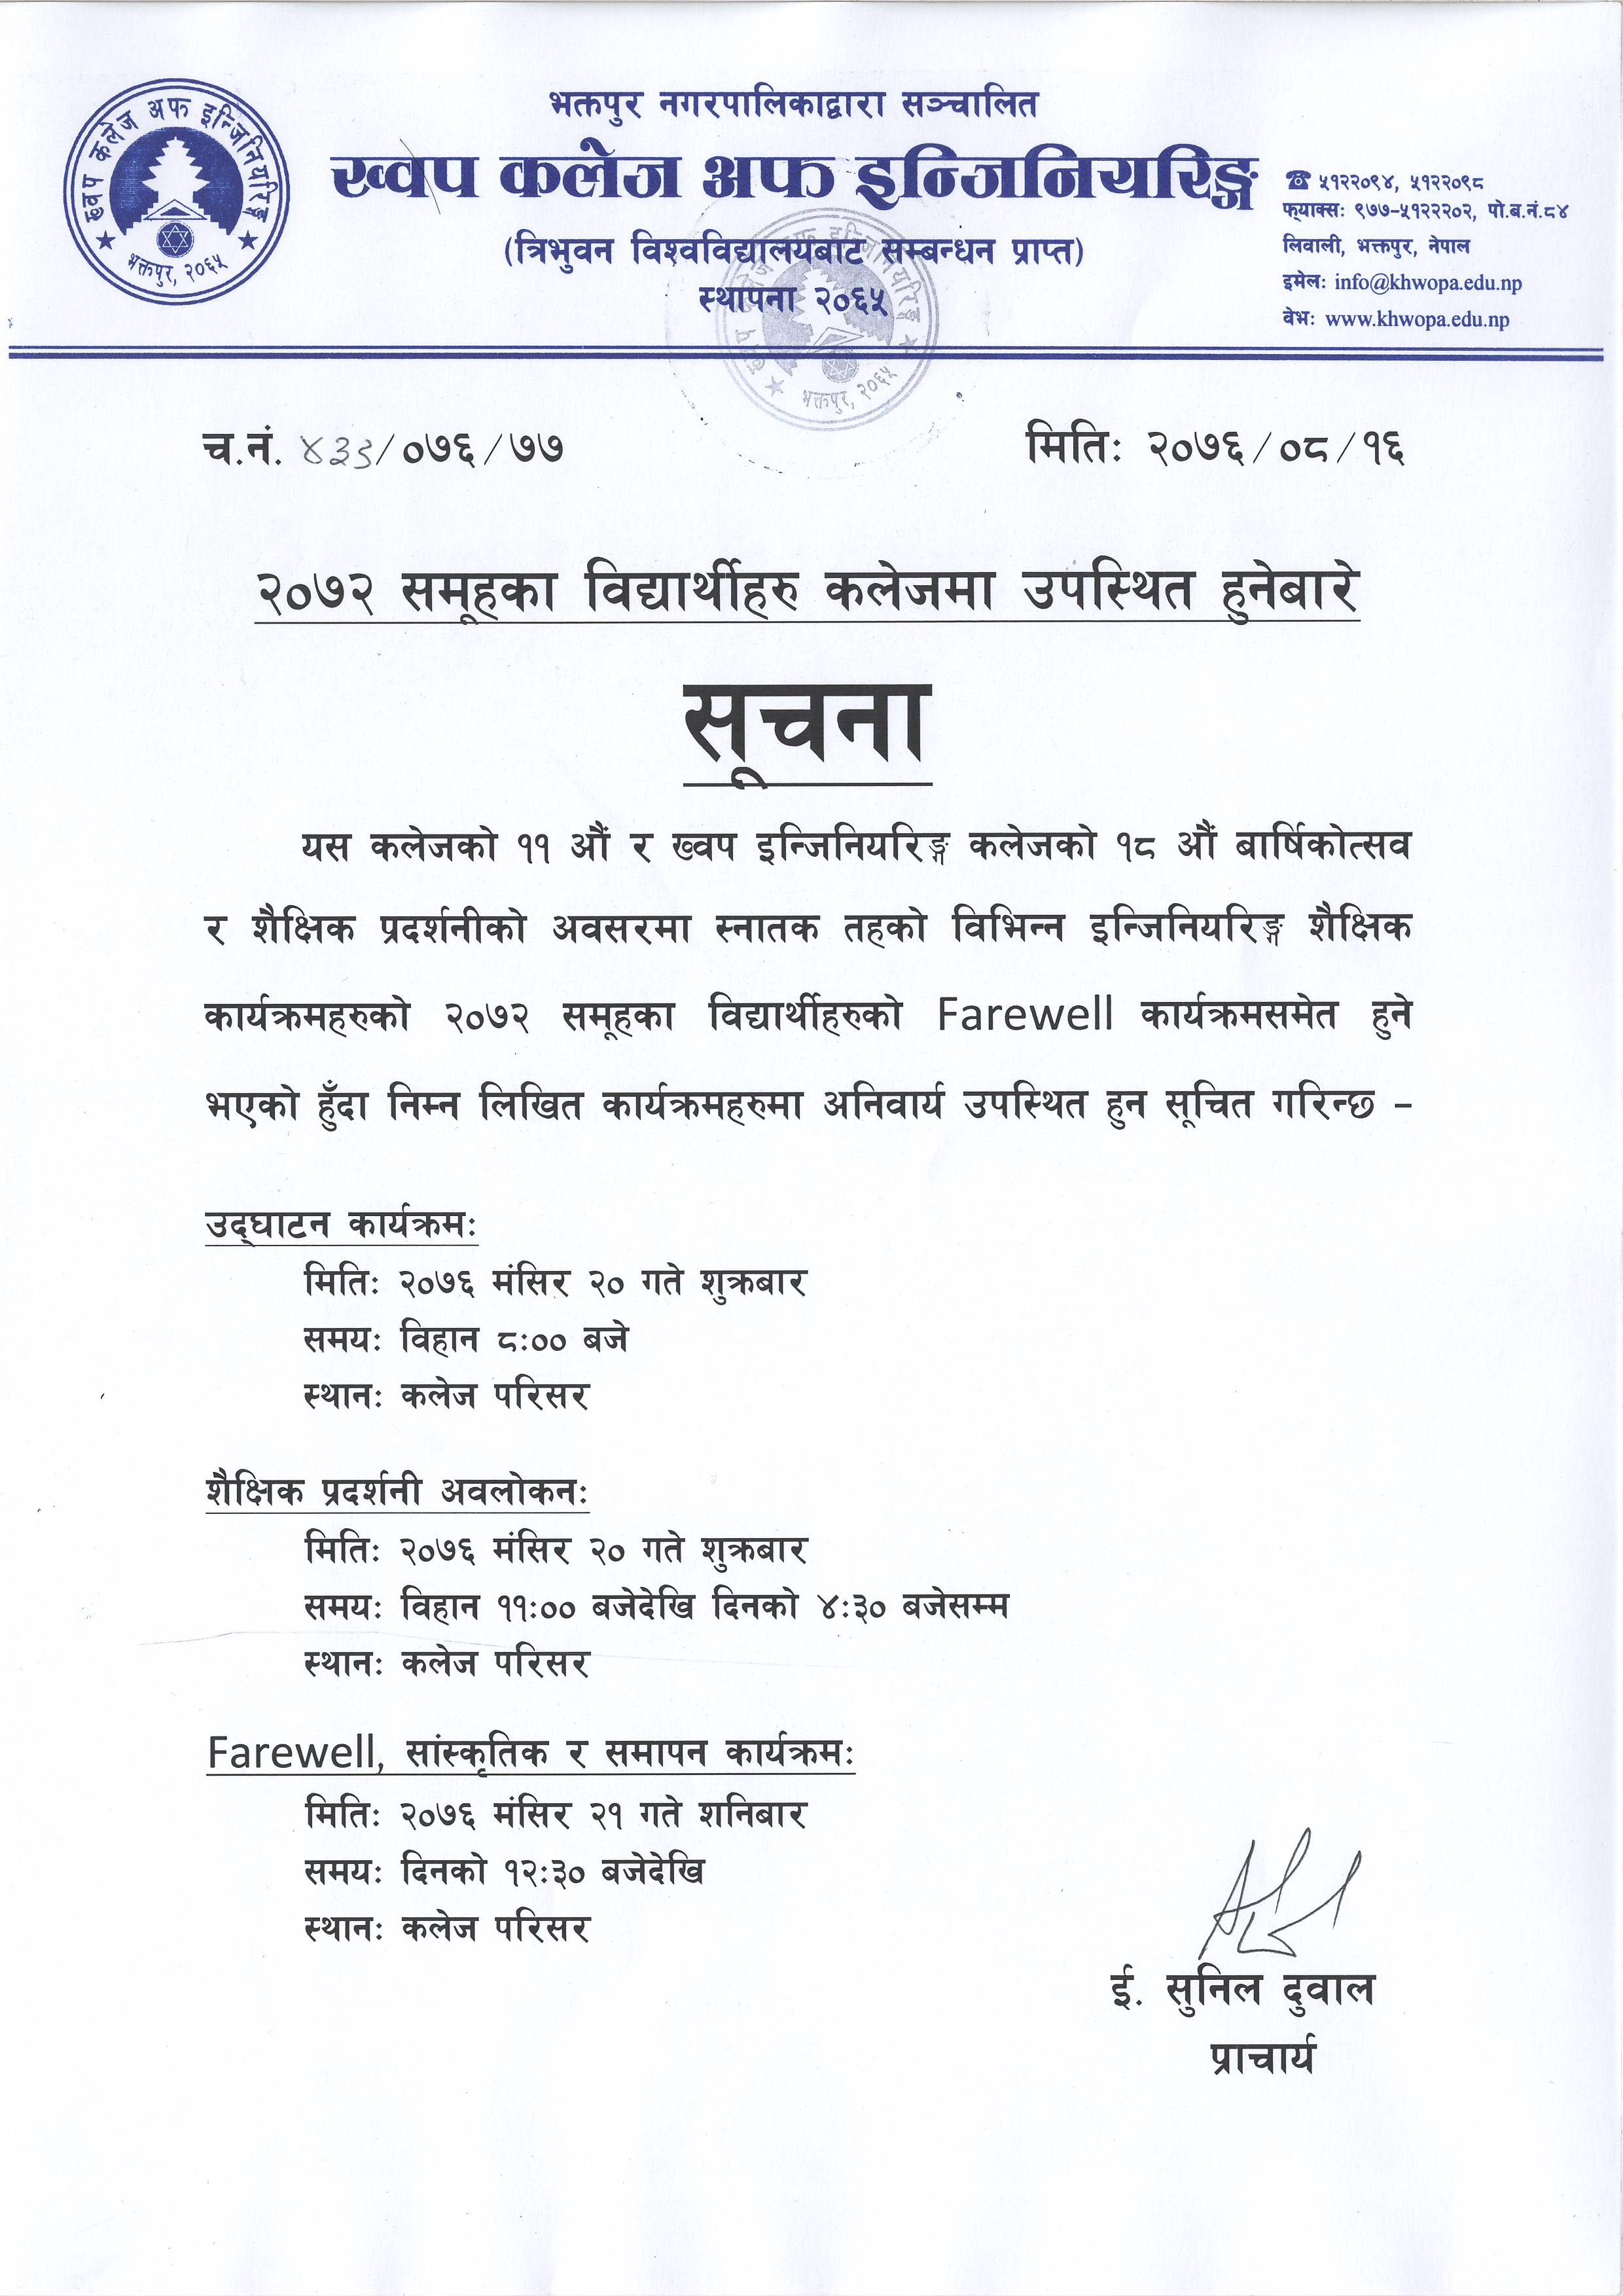 ख्वप कलेज अफ इन्जिनियरिङ्ग
भक्तपुर, २०६५
भक्तपुर नगरपालिकाद्वारा सञ्चालित
ख्वप कलेज अफ इन्जिनियरिङ्ग
(त्रिभुवन विश्वविद्यालयबाट सम्बन्धन प्राप्त)
स्थापना २०६५
☎ ५१२२०९४, ५१२२०९८
फ्याक्सः ९७७-५१२२२०२, पो.ब.नं.८४
लिवाली, भक्तपुर, नेपाल
इमेलः info@khwopa.edu.np
वेभः www.khwopa.edu.np
भक्तपुर, २०६५
च.नं. /०७६/७७
मितिः २०७६/०८/१६
२०७२ समूहका विद्यार्थीहरु कलेजमा उपस्थित हुनेबारे
सूचना
यस कलेजको ११ औं र ख्वप इन्जिनियरिङ्ग कलेजको १८ औं बार्षिकोत्सव
र शैक्षिक प्रदर्शनीको अवसरमा स्नातक तहको विभिन्न इन्जिनियरिङ्ग शैक्षिक
कार्यक्रमहरुको २०७२ समूहका विद्यार्थीहरुको Farewell कार्यक्रमसमेत हुने
भएको हुँदा निम्न लिखित कार्यक्रमहरुमा अनिवार्य उपस्थित हुन सूचित गरिन्छ –
उद्घाटन कार्यक्रमः
मितिः २०७६ मंसिर २० गते शुक्रबार
समयः विहान ८:०० बजे
स्थानः कलेज परिसर
शैक्षिक प्रदर्शनी अवलोकनः
मितिः २०७६ मंसिर २० गते शुक्रबार
समयः विहान ११:०० बजेदेखि दिनको ४:३० बजेसम्म
स्थानः कलेज परिसर
Farewell, सांस्कृतिक र समापन कार्यक्रमः
मितिः २०७६ मंसिर २१ गते शनिबार
समयः दिनको १२:३० बजेदेखि
स्थानः कलेज परिसर
ई. सुनिल दुवाल
प्राचार्य